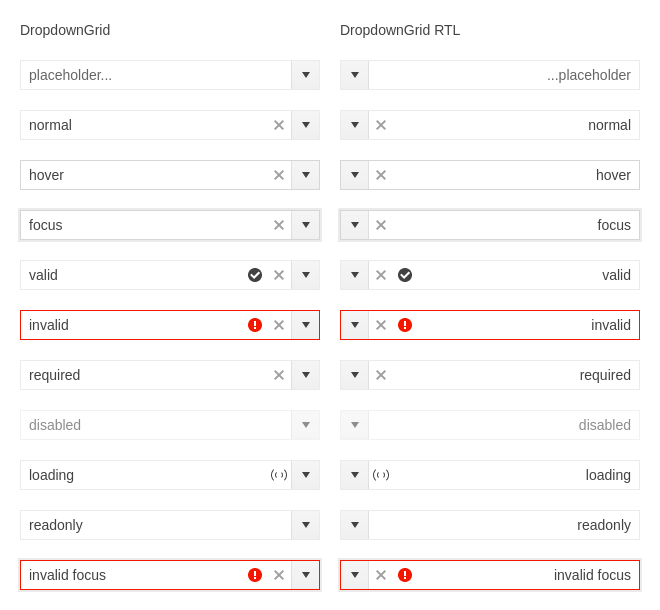 DropdownGrid
placeholder...
normal
hover
focus
valid
invalid
required
disabled
loading
readonly
invalid focus
DropdownGrid RTL
...placeholder
normal
hover
focus
valid
invalid
required
disabled
loading
readonly
invalid focus